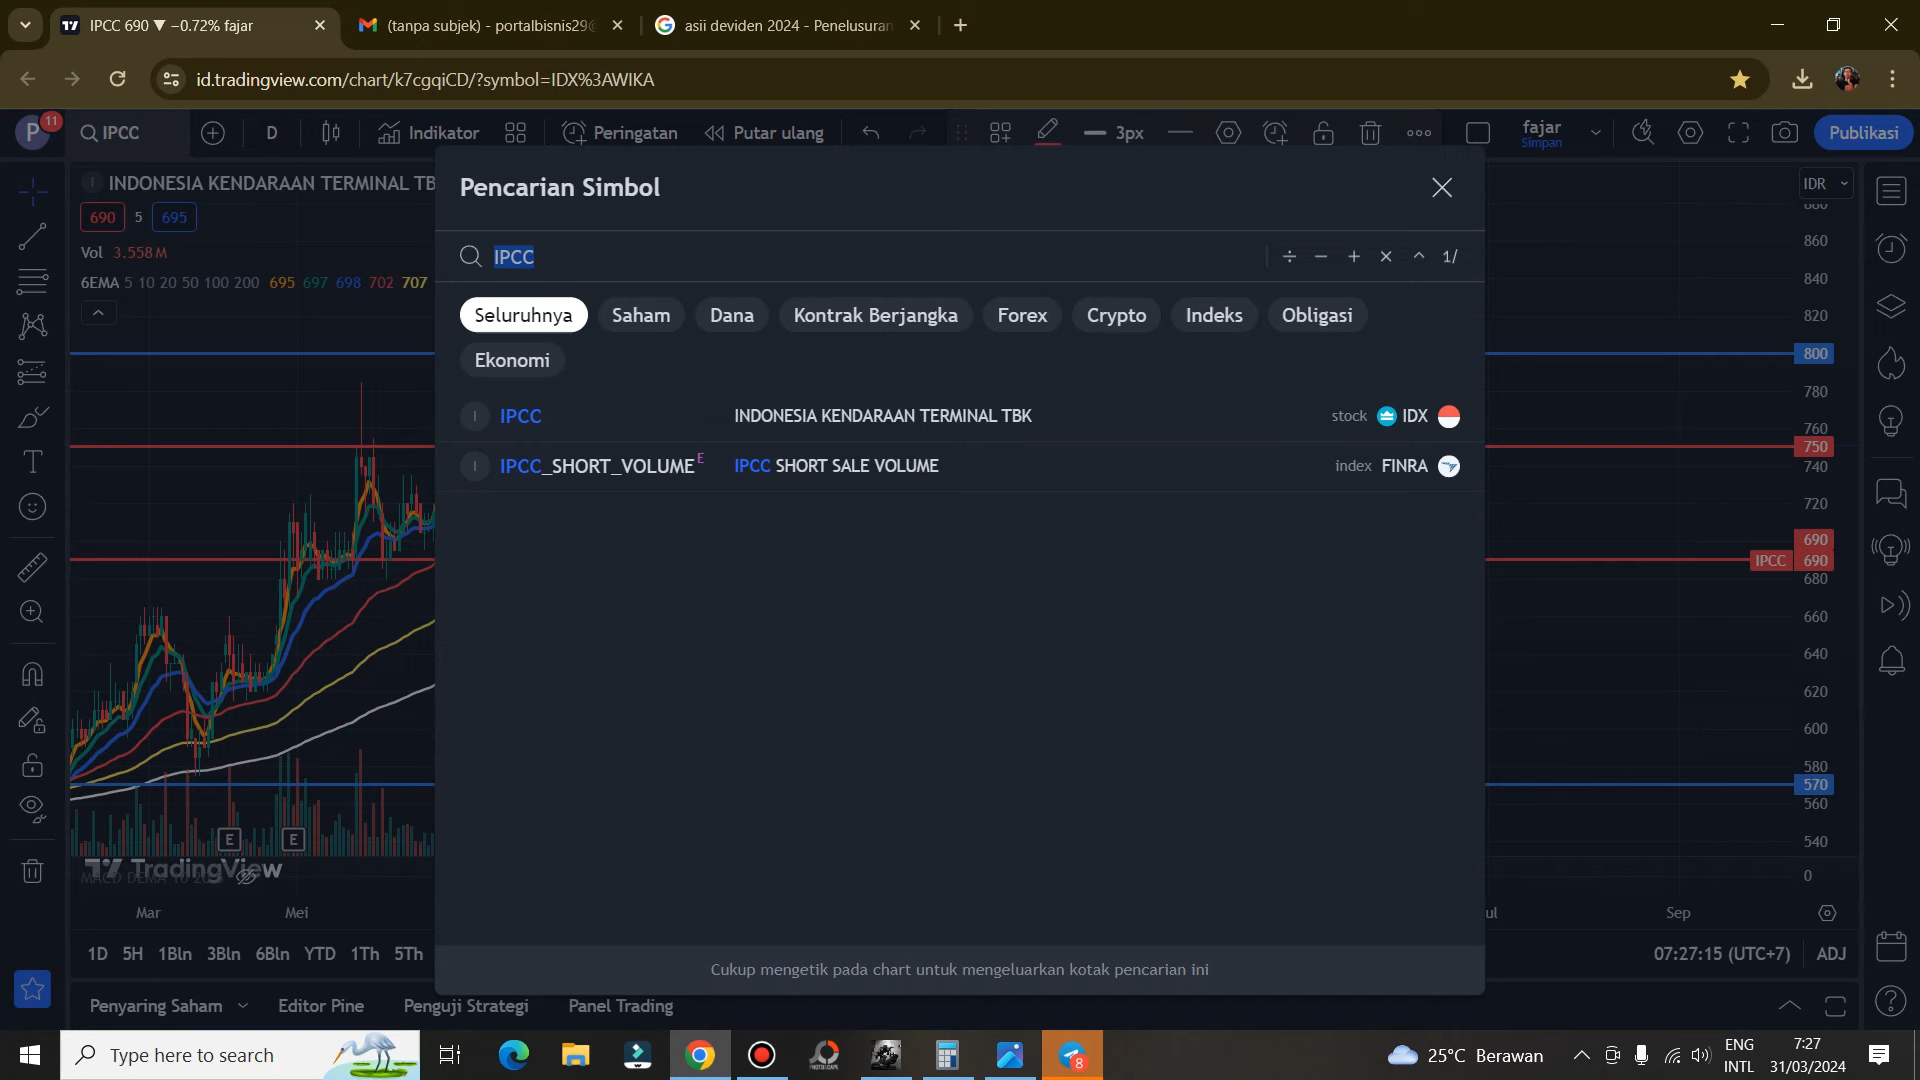 IPCC 690 ▼ −0.72% fajar
(tanpa subjek) - portalbisnis29@
asii deviden 2024 - Penelusuran
id.tradingview.com/chart/k7cgqiCD/?symbol=IDX%3AWIKA
P 11
IPCC
D
Indikator
Peringatan
Putar ulang
3px
fajar
Simpan
Publikasi
INDONESIA KENDARAAN TERMINAL TB
690 5 695
Vol 3.558 M
6EMA 5 10 20 50 100 200 695 697 698 702 707
Pencarian Simbol
IPCC
÷ − + × ^ 1/
Seluruhnya Saham Dana Kontrak Berjangka Forex Crypto Indeks Obligasi
Ekonomi
I IPCC INDONESIA KENDARAAN TERMINAL TBK stock IDX
I IPCC_SHORT_VOLUME E IPCC SHORT SALE VOLUME index FINRA
Cukup mengetik pada chart untuk mengeluarkan kotak pencarian ini
IDR
880
860
840
820
800
780
760
750
740
720
690
IPCC 690
680
660
640
620
600
580
570
560
540
0
E E
TradingView
MACD DEMA
Mar Mei ul Sep
1D 5H 1Bln 3Bln 6Bln YTD 1Th 5Th
07:27:15 (UTC+7) ADJ
Penyaring Saham Editor Pine Penguji Strategi Panel Trading
Type here to search
8
25°C Berawan
ENG
INTL
7:27
31/03/2024